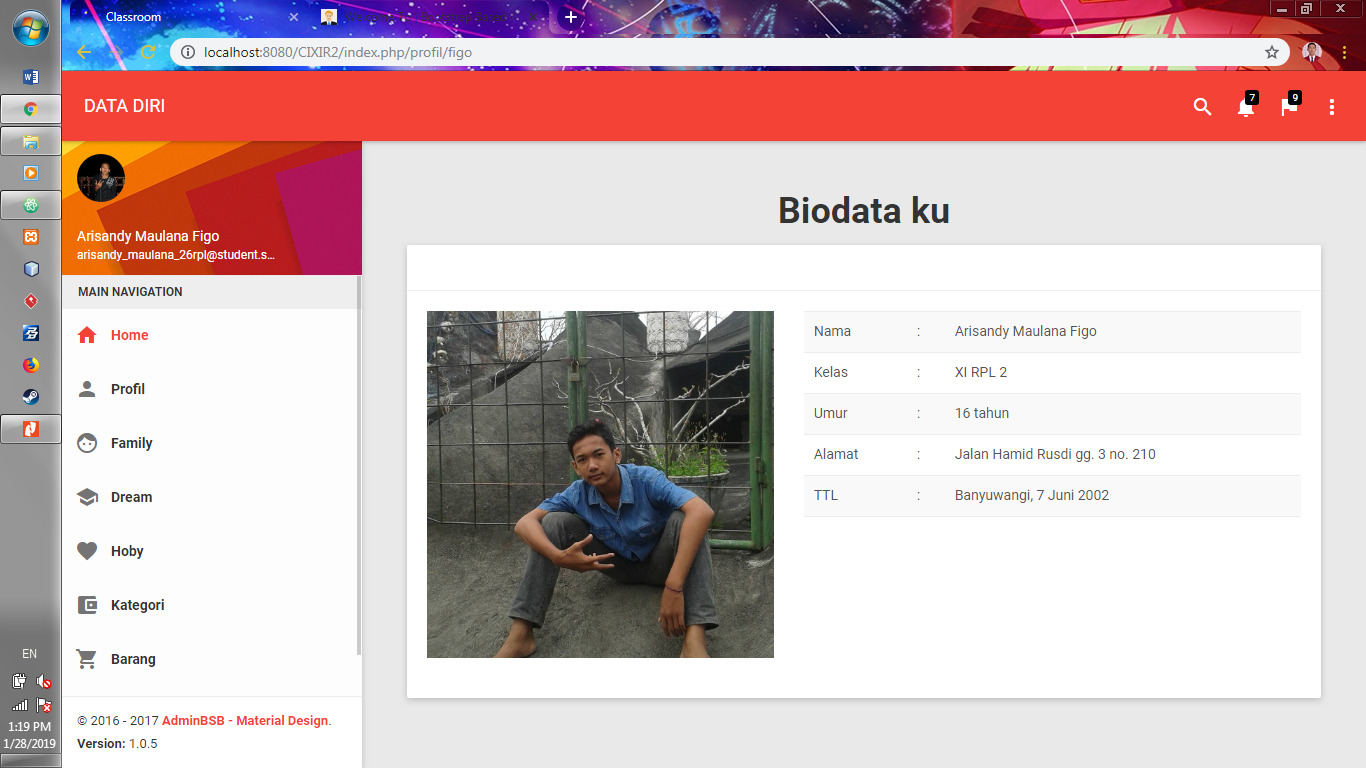 Classroom
localhost:8080/CIXIR2/index.php/profil/figo
DATA DIRI
7
9
Arisandy Maulana Figo
arisandy_maulana_26rpl@student.s...
MAIN NAVIGATION
Home
Profil
Family
Dream
Hoby
Kategori
Barang
© 2016 - 2017 AdminBSB - Material Design.
Version: 1.0.5
Biodata ku
Nama : Arisandy Maulana Figo
Kelas : XI RPL 2
Umur : 16 tahun
Alamat : Jalan Hamid Rusdi gg. 3 no. 210
TTL : Banyuwangi, 7 Juni 2002
EN
1:19 PM
1/28/2019